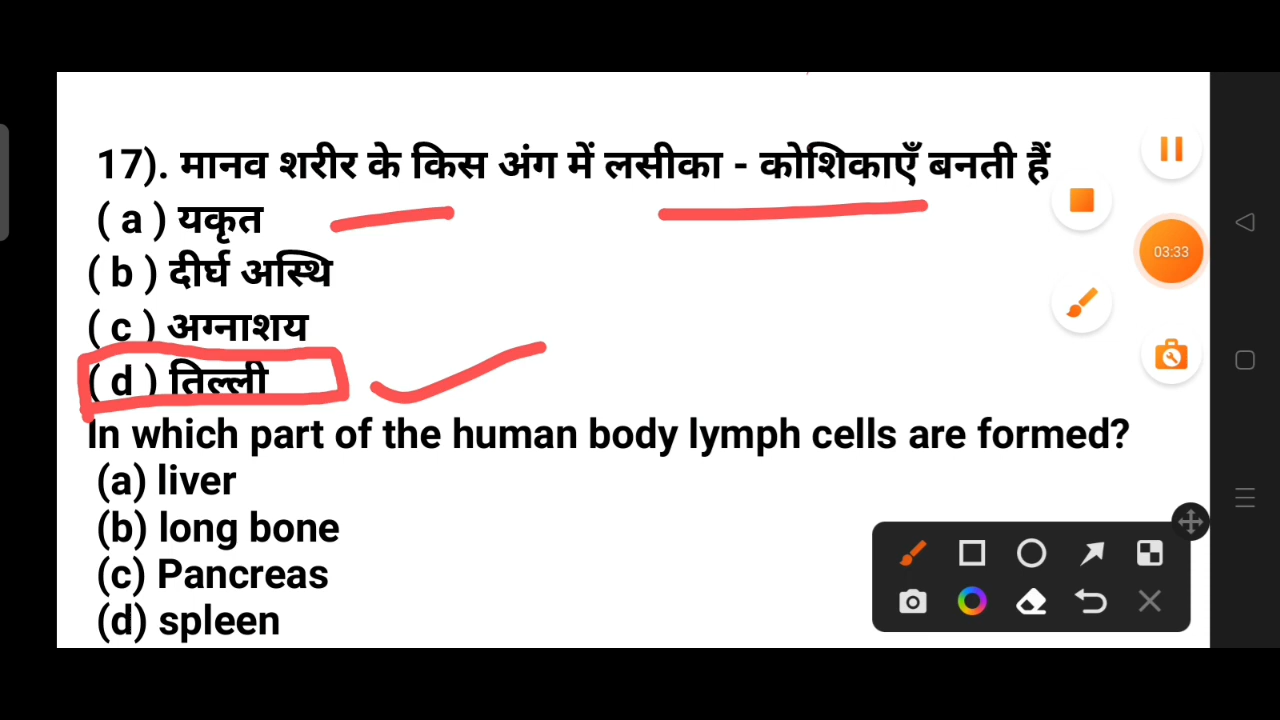 17). मानव शरीर के किस अंग में लसीका - कोशिकाएँ बनती हैं
( a ) यकृत
( b ) दीर्घ अस्थि
( c ) अग्नाशय
( d ) तिल्ली
In which part of the human body lymph cells are formed?
(a) liver
(b) long bone
(c) Pancreas
(d) spleen
03:33